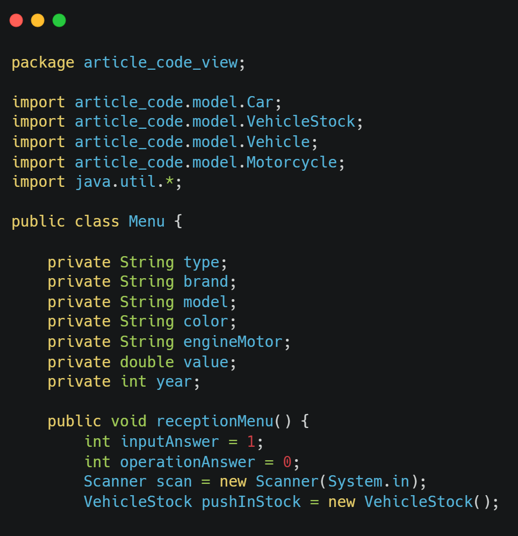 package article_code_view;
import article_code.model.Car;
import article_code.model.VehicleStock;
import article_code.model.Vehicle;
import article_code.model.Motorcycle;
import java.util.*;
public class Menu {
    private String type;
    private String brand;
    private String model;
    private String color;
    private String engineMotor;
    private double value;
    private int year;
    public void receptionMenu() {
        int inputAnswer = 1;
        int operationAnswer = 0;
        Scanner scan = new Scanner(System.in);
        VehicleStock pushInStock = new VehicleStock();